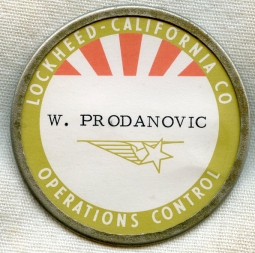 LOCKHEED-CALIFORNIA CO
W. PRODANOVIC
OPERATIONS CONTROL